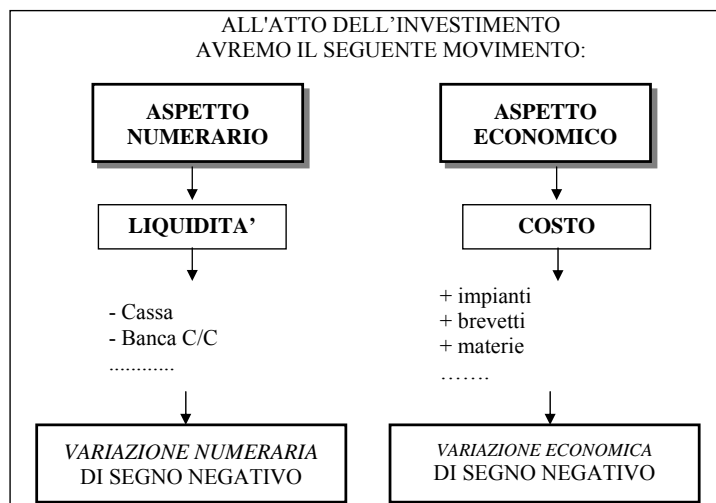 ALL'ATTO DELL’INVESTIMENTO
AVREMO IL SEGUENTE MOVIMENTO:
ASPETTO
NUMERARIO
LIQUIDITA’
- Cassa
- Banca C/C
............
VARIAZIONE NUMERARIA
DI SEGNO NEGATIVO
ASPETTO
ECONOMICO
COSTO
+ impianti
+ brevetti
+ materie
…….
VARIAZIONE ECONOMICA
DI SEGNO NEGATIVO